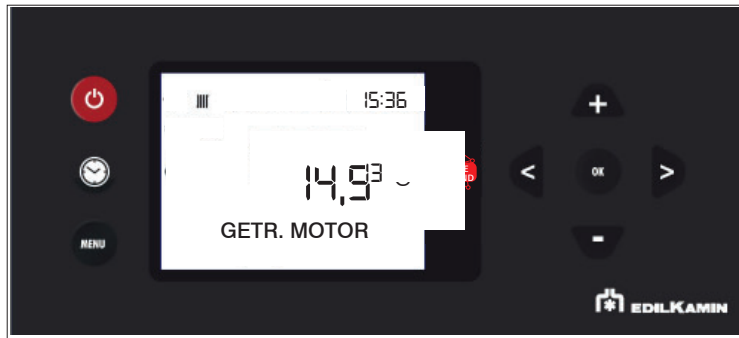 15:36
+
< OK >
14,9³
GETR. MOTOR
MENU
-
EDILKAMIN